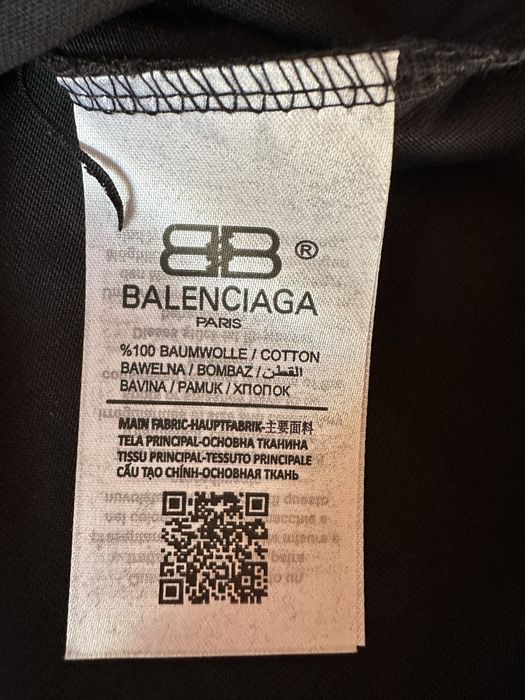 BB ®
BALENCIAGA
PARIS
%100 BAUMWOLLE / COTTON
BAWELNA / BOMBAZ / القطن
BAVINA / PAMUK / ХПОПОК
MAIN FABRIC-HAUPTFABRIK-主要面料
TELA PRINCIPAL-ОСНОВНА ТКАНИНА
TISSU PRINCIPAL-TESSUTO PRINCIPALE
CẤU TẠO CHÍNH-ОСНОВНАЯ ТКАНЬ